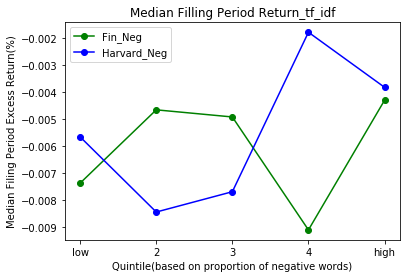 Median Filling Period Return_tf_idf
Fin_Neg
Harvard_Neg
Median Filing Period Excess Return(%)
−0.002
−0.003
−0.004
−0.005
−0.006
−0.007
−0.008
−0.009
low
2
3
4
high
Quintile(based on proportion of negative words)